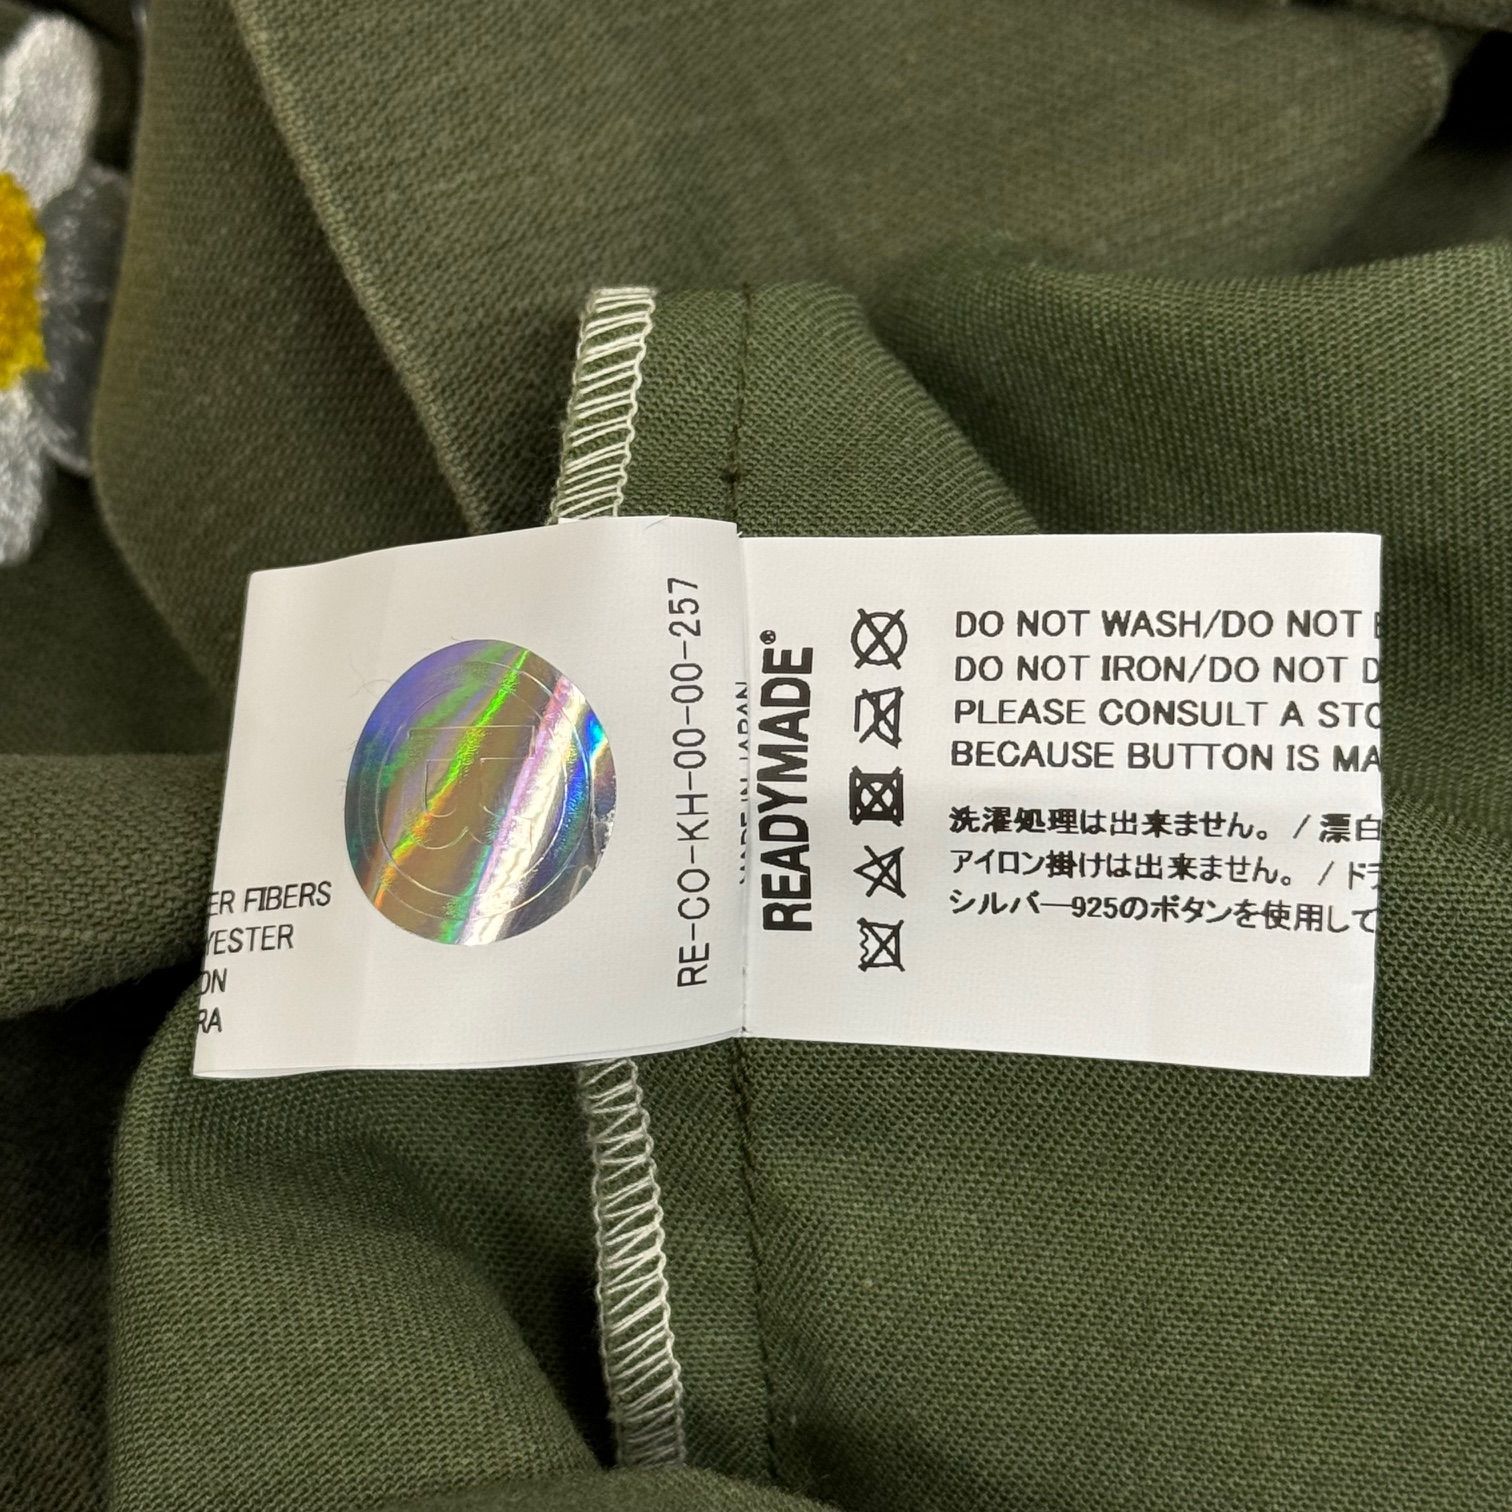 ER FIBERS
YESTER
ON
RA
RE-CO-KH-00-00-257
MADE IN JAPAN
READYMADE®
DO NOT WASH/DO NOT
DO NOT IRON/DO NOT D
PLEASE CONSULT A STO
BECAUSE BUTTON IS MA
洗濯処理は出来ません。/漂白
アイロン掛けは出来ません。/ドラ
シルバー925のボタンを使用して